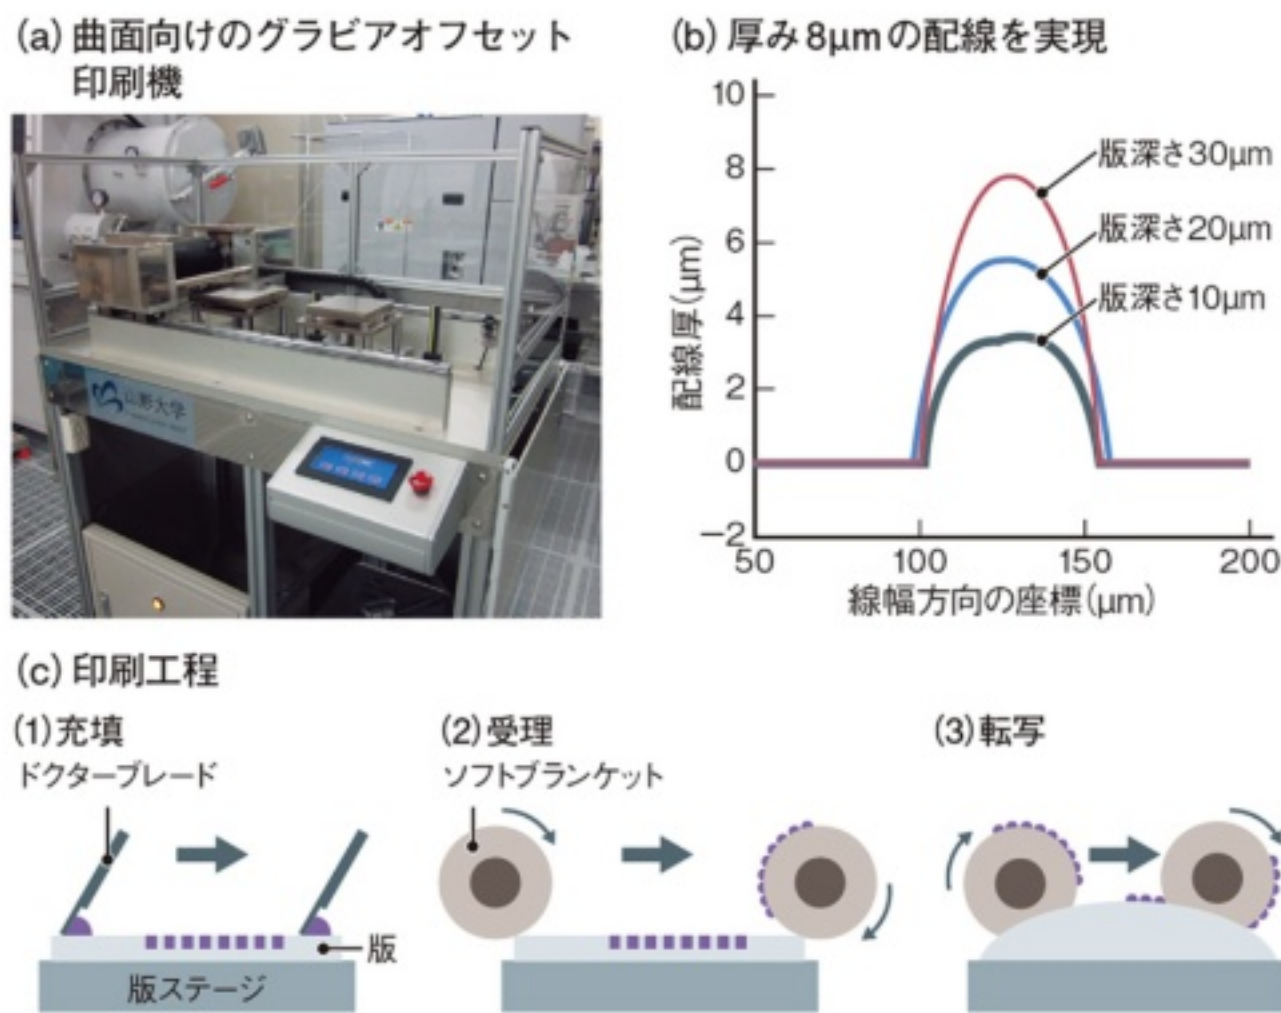 (a) 曲面向けのグラビアオフセット
印刷機
山形大学
(b) 厚み8μmの配線を実現
10
8
6
4
2
0
−2
配線厚(μm)
版深さ30μm
版深さ20μm
版深さ10μm
50
100
150
200
線幅方向の座標(μm)
(c) 印刷工程
(1) 充填
ドクターブレード
版
版ステージ
(2) 受理
ソフトブランケット
(3) 転写